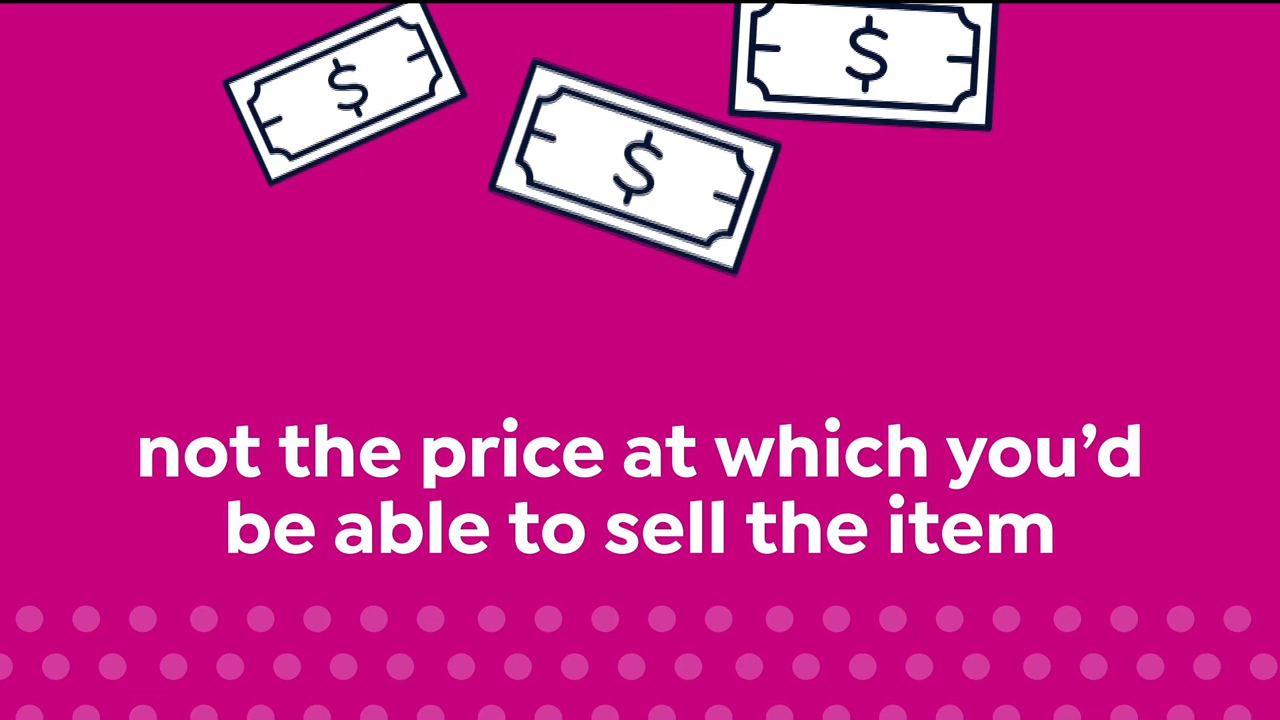 $
$
$
not the price at which you’d
be able to sell the item